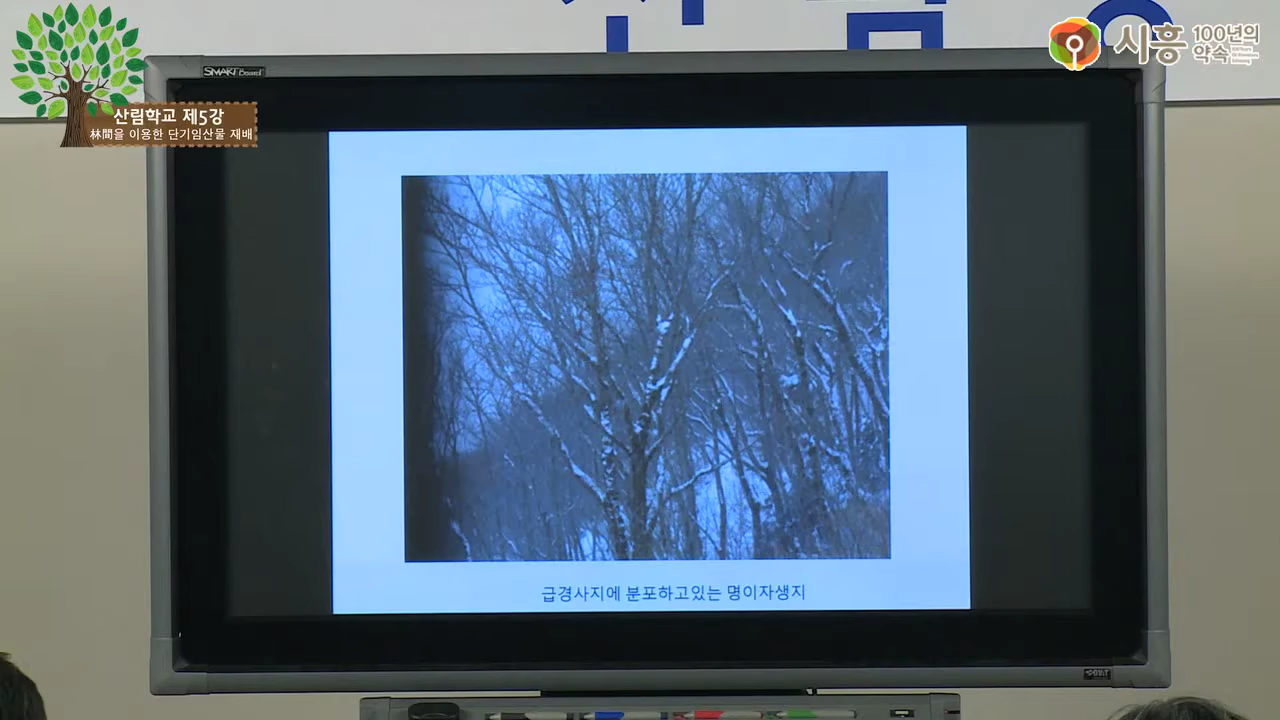 시흥 100년의
약속
SMART Board
산림학교 제5강
林間을 이용한 단기임산물 재배
급경사지에 분포하고있는 명이자생지